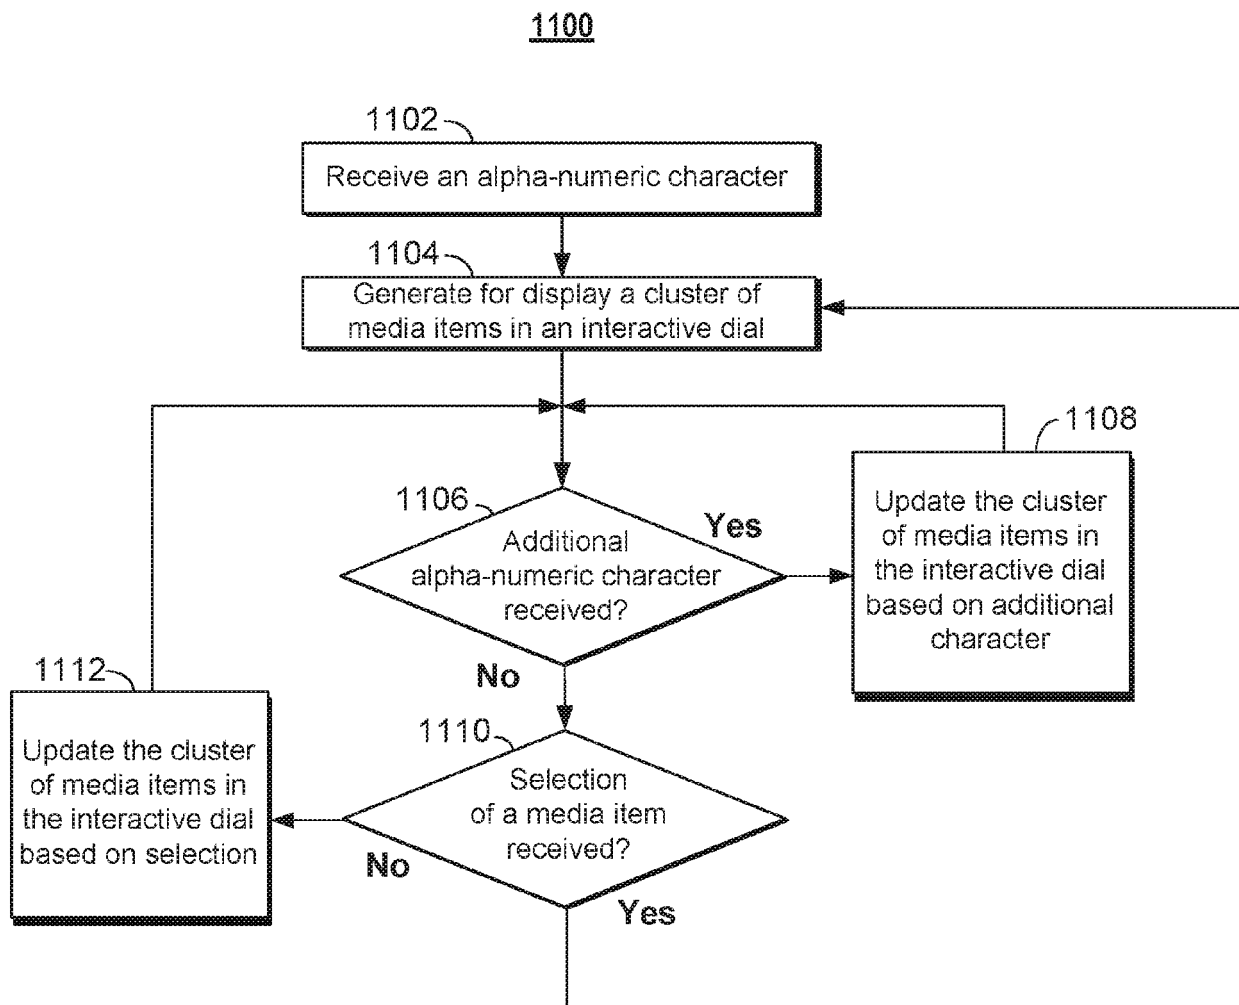 1100
1102
Receive an alpha-numeric character
1104
Generate for display a cluster of
media items in an interactive dial
1106
Additional
alpha-numeric character
received?
Yes
No
1108
Update the cluster
of media items in
the interactive dial
based on additional
character
1110
Selection
of a media item
received?
No
Yes
1112
Update the cluster
of media items in
the interactive dial
based on selection